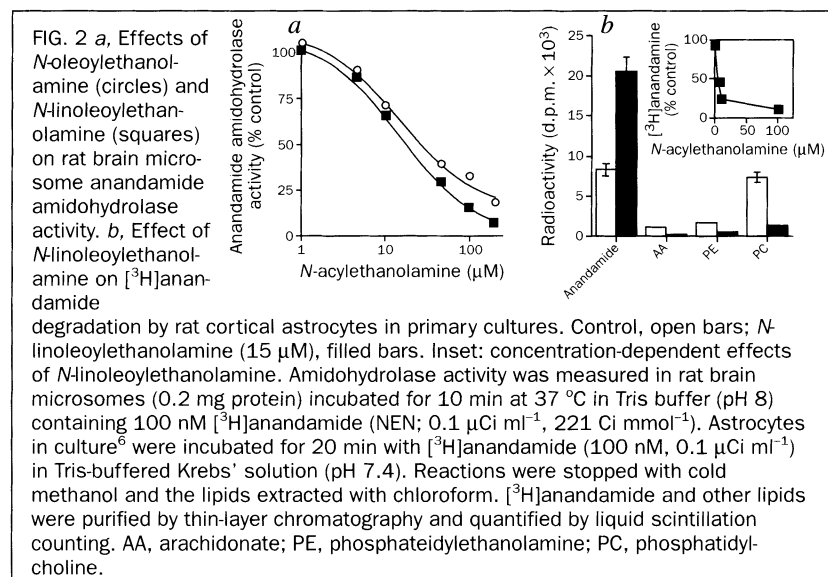 FIG. 2 a, Effects of
N-oleoylethanol-
amine (circles) and
N-linoleoylethan-
olamine (squares)
on rat brain micro-
some anandamide
amidohydrolase
activity. b, Effect of
N-linoleoylethanol-
amine on [³H]anan-
damide
degradation by rat cortical astrocytes in primary cultures. Control, open bars; N-
linoleoylethanolamine (15 μM), filled bars. Inset: concentration-dependent effects
of N-linoleoylethanolamine. Amidohydrolase activity was measured in rat brain
microsomes (0.2 mg protein) incubated for 10 min at 37 °C in Tris buffer (pH 8)
containing 100 nM [³H]anandamide (NEN; 0.1 μCi ml⁻¹, 221 Ci mmol⁻¹). Astrocytes
in culture⁶ were incubated for 20 min with [³H]anandamide (100 nM, 0.1 μCi ml⁻¹)
in Tris-buffered Krebs' solution (pH 7.4). Reactions were stopped with cold
methanol and the lipids extracted with chloroform. [³H]anandamide and other lipids
were purified by thin-layer chromatography and quantified by liquid scintillation
counting. AA, arachidonate; PE, phosphateidylethanolamine; PC, phosphatidyl-
choline.
a
Anandamide amidohydrolase
activity (% control)
100
75
50
25
0
1
10
100
N-acylethanolamine (μM)
b
Radioactivity (d.p.m. × 10³)
25
20
15
10
5
0
Anandamide
AA
PE
PC
[³H]anandamine
(% control)
100
75
50
25
0
0
50
100
N-acylethanolamine (μM)